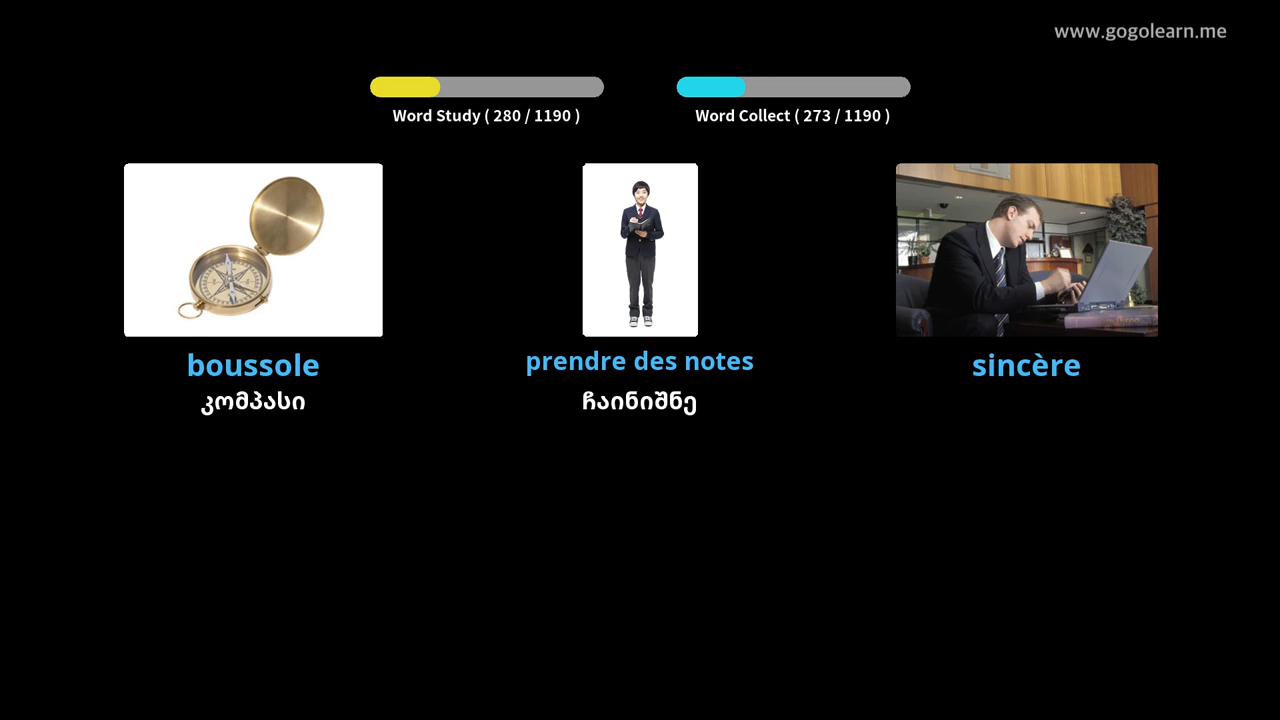 www.gogolearn.me
Word Study ( 280 / 1190 )
Word Collect ( 273 / 1190 )
boussole
prendre des notes
sincère
კომპასი
ჩაინიშნე